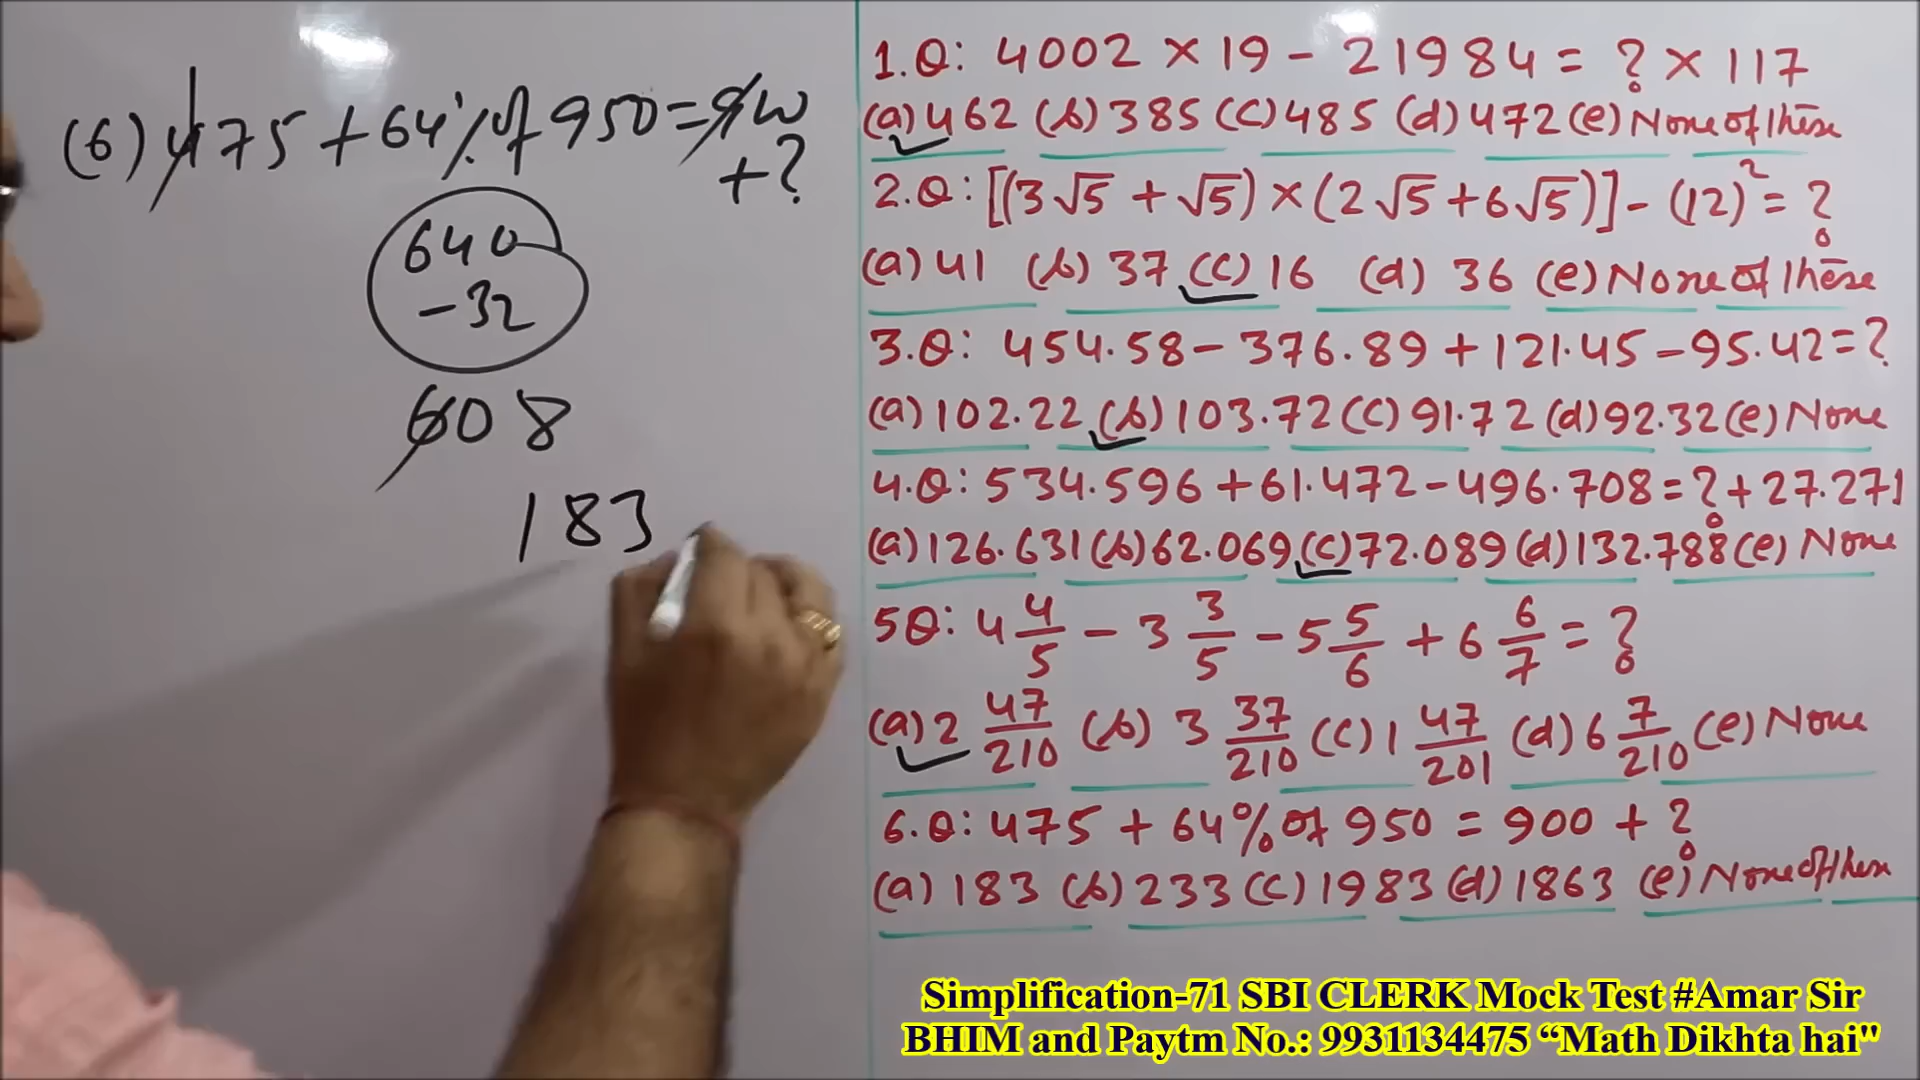 (6) 475 + 64% of 950 = 900
+ ?
640
- 32
608
183
1.Q: 4002 × 19 - 21984 = ? × 117
(a) 462 (b) 385 (c) 485 (d) 472 (e) None of these
2.Q: [(3√5 + √5) × (2√5 + 6√5)] - (12)² = ?
(a) 41 (b) 37 (c) 16 (d) 36 (e) None of these
3.Q: 454.58 - 376.89 + 121.45 - 95.42 = ?
(a) 102.22 (b) 103.72 (c) 91.72 (d) 92.32 (e) None
4.Q: 534.596 + 61.472 - 496.708 = ? + 27.271
(a) 126.631 (b) 62.069 (c) 72.089 (d) 132.788 (e) None
5Q: 4 4/5 - 3 3/5 - 5 5/6 + 6 6/7 = ?
(a) 2 47/210 (b) 3 37/210 (c) 1 47/201 (d) 6 7/210 (e) None
6.Q: 475 + 64% of 950 = 900 + ?
(a) 183 (b) 233 (c) 1983 (d) 1863 (e) None of these
Simplification-71 SBI CLERK Mock Test #Amar Sir
BHIM and Paytm No.: 9931134475 “Math Dikhta hai"